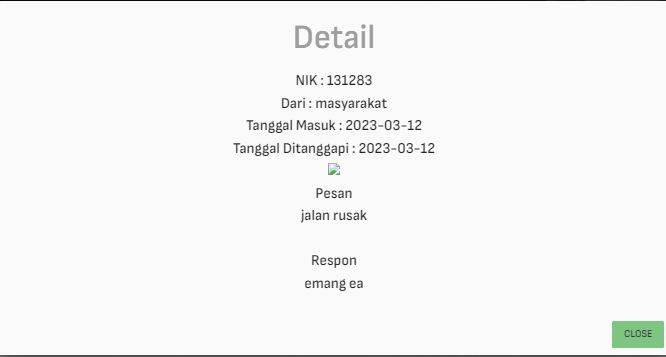 Detail
NIK : 131283
Dari : masyarakat
Tanggal Masuk : 2023-03-12
Tanggal Ditanggapi : 2023-03-12
Pesan
jalan rusak
Respon
emang ea
CLOSE